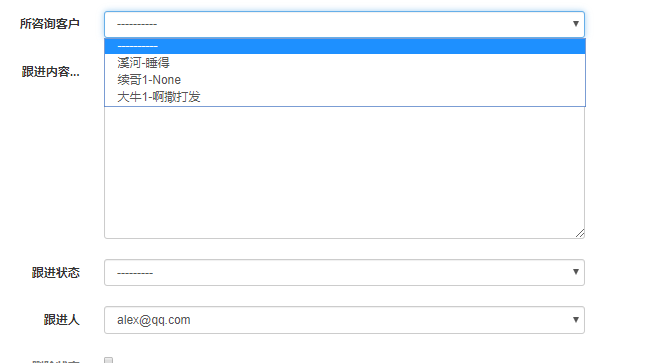 所咨询客户
----------
----------
溪河-睡得
续哥1-None
大牛1-啊撒打发
跟进内容...
跟进状态
---------
跟进人
alex@qq.com